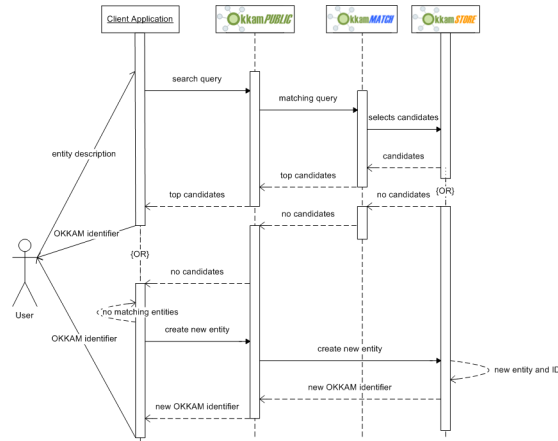 Client Application
OkkamPUBLIC
OkkamMATCH
OkkamSTORE
search query
matching query
selects candidates
entity description
candidates
top candidates
top candidates
{OR}
no candidates
no candidates
OKKAM identifier
{OR}
no candidates
User
no matching entities
create new entity
OKKAM identifier
create new entity
new entity and ID
new OKKAM identifier
new OKKAM identifier